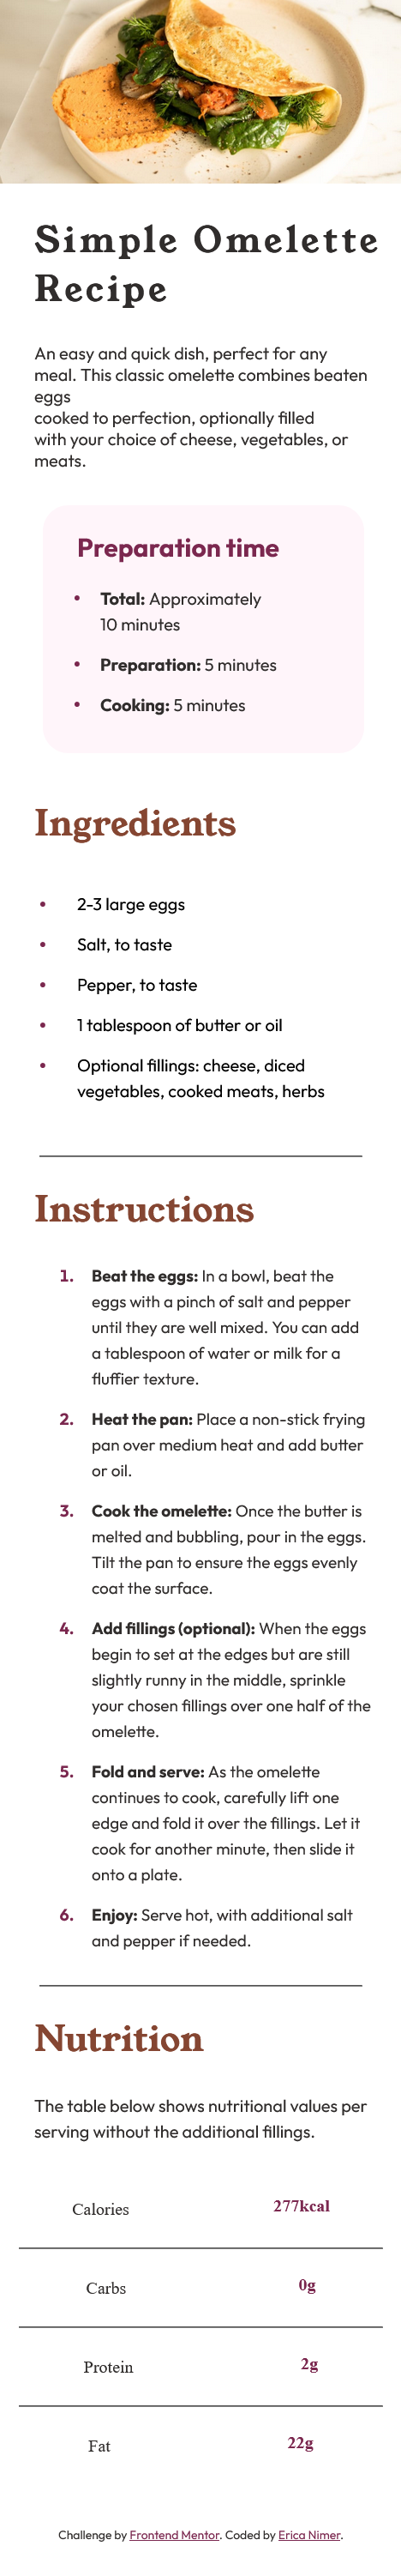 Simple Omelette
Recipe
An easy and quick dish, perfect for any
meal. This classic omelette combines beaten
eggs
cooked to perfection, optionally filled
with your choice of cheese, vegetables, or
meats.
Preparation time
• Total: Approximately
10 minutes
• Preparation: 5 minutes
• Cooking: 5 minutes
Ingredients
• 2-3 large eggs
• Salt, to taste
• Pepper, to taste
• 1 tablespoon of butter or oil
• Optional fillings: cheese, diced
vegetables, cooked meats, herbs
Instructions
1. Beat the eggs: In a bowl, beat the
eggs with a pinch of salt and pepper
until they are well mixed. You can add
a tablespoon of water or milk for a
fluffier texture.
2. Heat the pan: Place a non-stick frying
pan over medium heat and add butter
or oil.
3. Cook the omelette: Once the butter is
melted and bubbling, pour in the eggs.
Tilt the pan to ensure the eggs evenly
coat the surface.
4. Add fillings (optional): When the eggs
begin to set at the edges but are still
slightly runny in the middle, sprinkle
your chosen fillings over one half of the
omelette.
5. Fold and serve: As the omelette
continues to cook, carefully lift one
edge and fold it over the fillings. Let it
cook for another minute, then slide it
onto a plate.
6. Enjoy: Serve hot, with additional salt
and pepper if needed.
Nutrition
The table below shows nutritional values per
serving without the additional fillings.
Calories 277kcal
Carbs 0g
Protein 2g
Fat 22g
Challenge by Frontend Mentor. Coded by Erica Nimer.